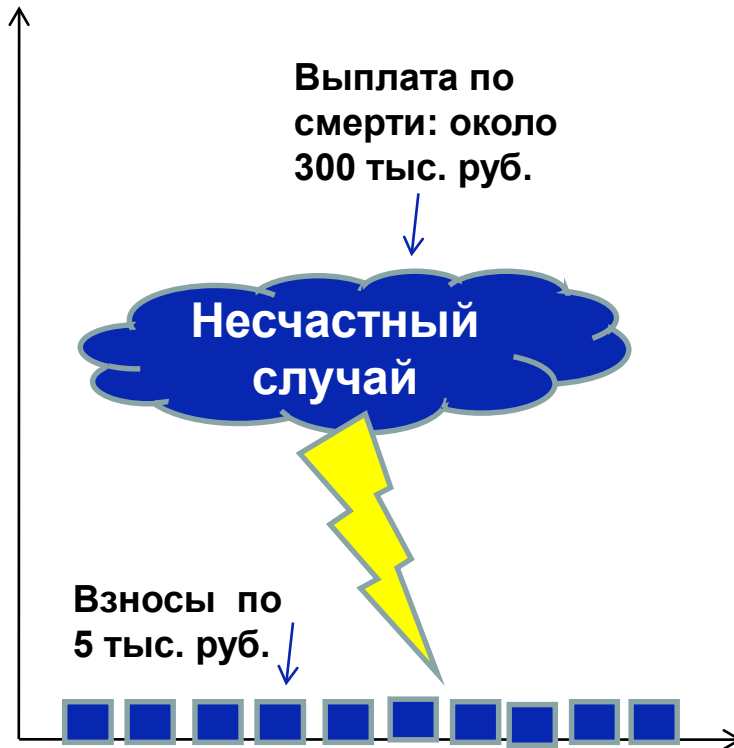 Выплата по
смерти: около
300 тыс. руб.
Несчастный
случай
Взносы по
5 тыс. руб.